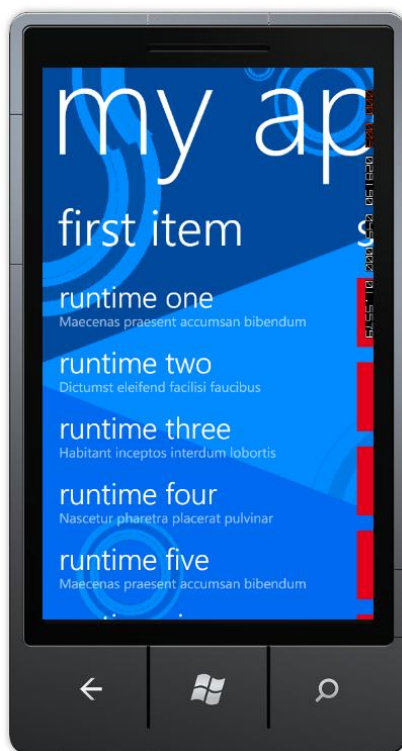 my ap
first item
s
runtime one
Maecenas praesent accumsan bibendum
runtime two
Dictumst eleifend facilisi faucibus
runtime three
Habitant inceptos interdum lobortis
runtime four
Nascetur pharetra placerat pulvinar
runtime five
Maecenas praesent accumsan bibendum